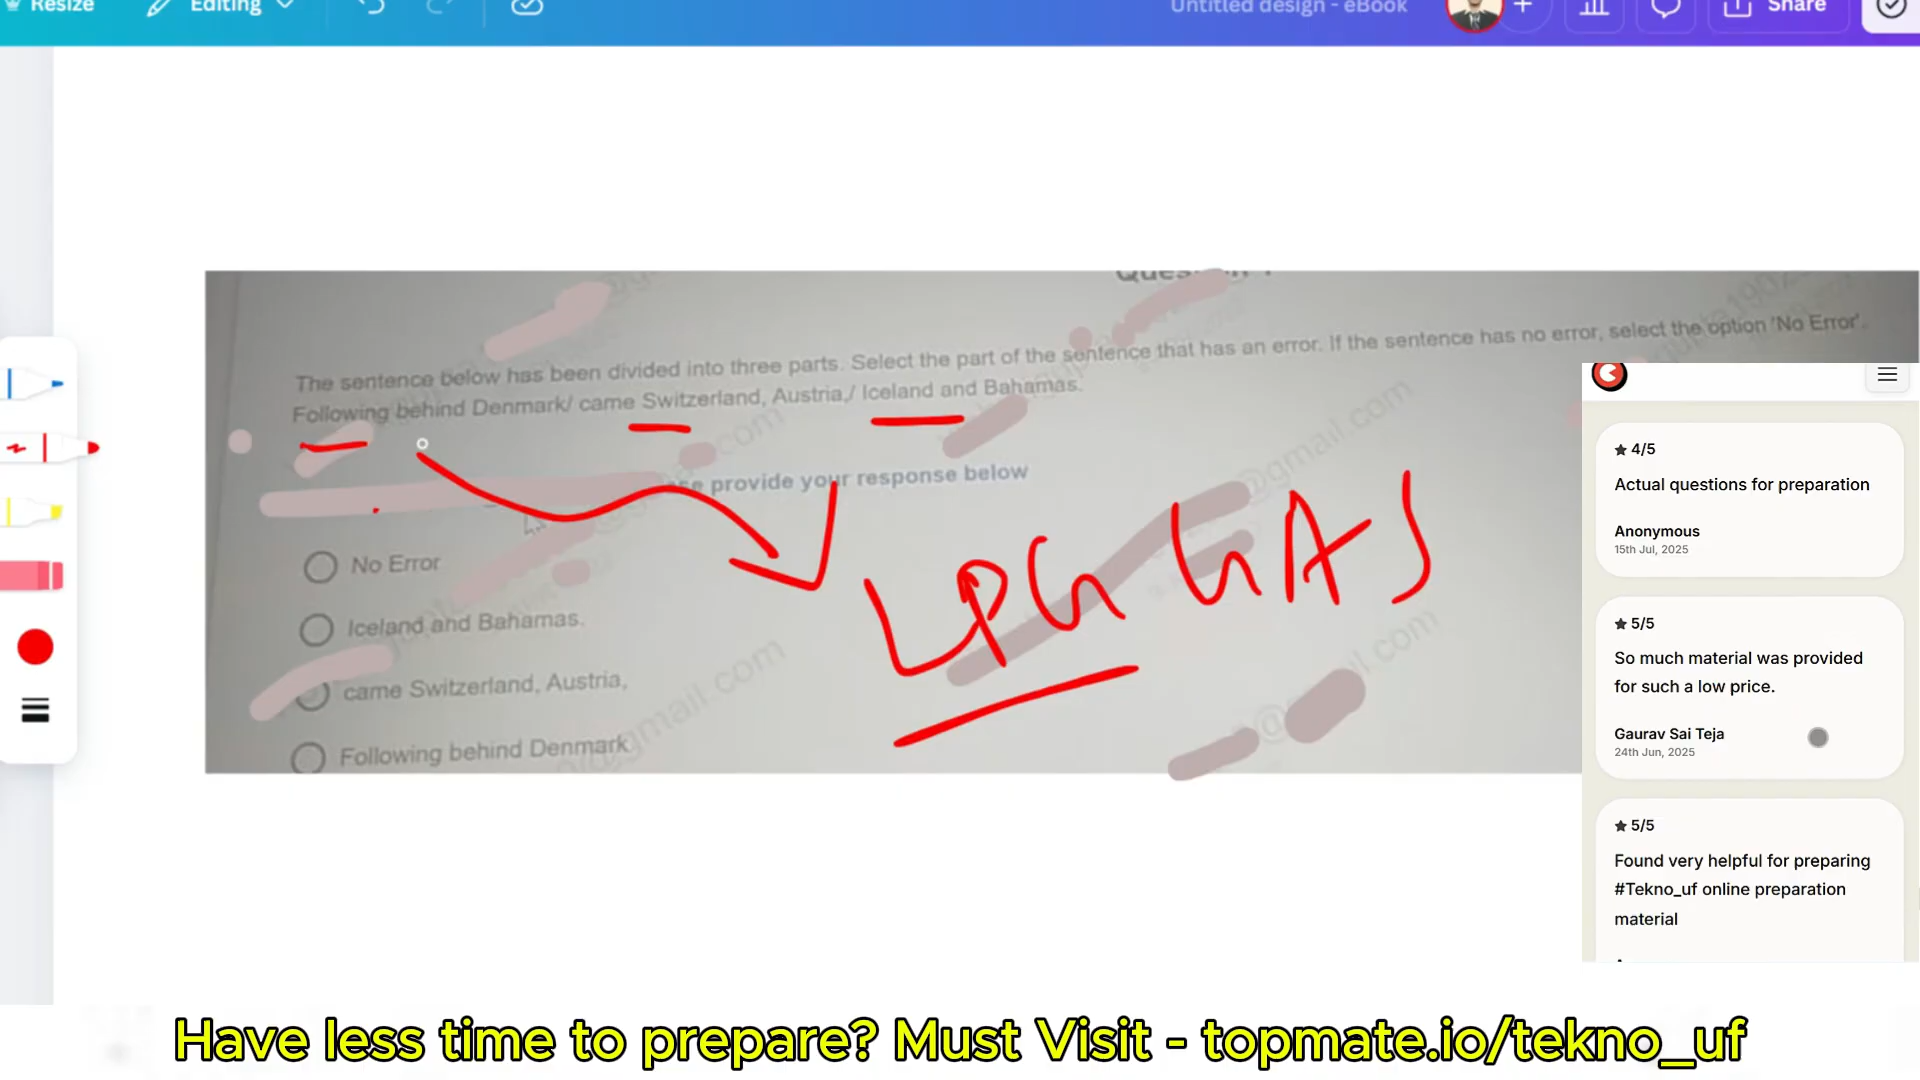 Resize Editing Untitled design - eBook Share
The sentence below has been divided into three parts. Select the part of the sentence that has an error. If the sentence has no error, select the option 'No Error'.
Following behind Denmark/ came Switzerland, Austria,/ Iceland and Bahamas.
provide your response below
No Error
Iceland and Bahamas.
came Switzerland, Austria,
Following behind Denmark
LPG GAS
4/5
Actual questions for preparation
Anonymous
15th Jul, 2025
5/5
So much material was provided
for such a low price.
Gaurav Sai Teja
24th Jun, 2025
5/5
Found very helpful for preparing
#Tekno_uf online preparation
material
Have less time to prepare? Must Visit - topmate.io/tekno_uf